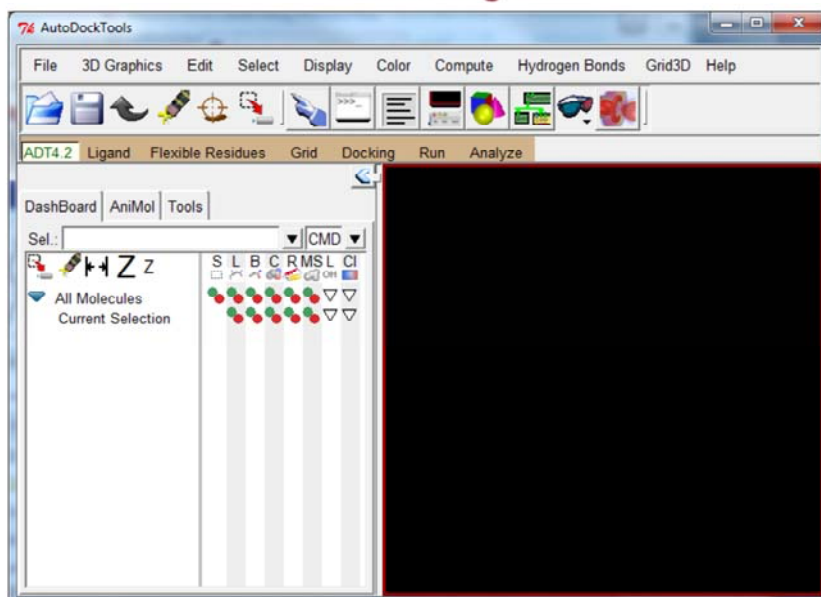 AutoDockTools
File 3D Graphics Edit Select Display Color Compute Hydrogen Bonds Grid3D Help
ADT4.2 Ligand Flexible Residues Grid Docking Run Analyze
DashBoard AniMol Tools
Sel.: CMD
Z Z S L B C R MS L Cl
All Molecules
Current Selection